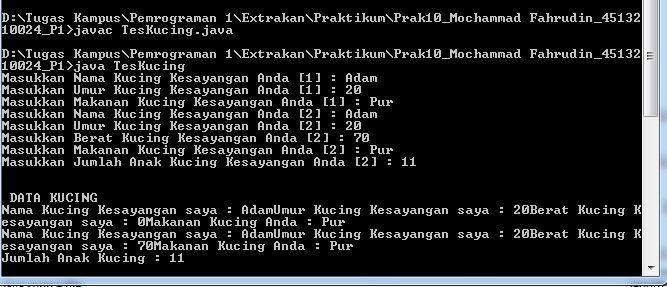 D:\Tugas Kampus\Pemrograman 1\Extrakan\Praktikum\Prak10_Mochammad Fahrudin_45132
10024_P1>javac TesKucing.java
D:\Tugas Kampus\Pemrograman 1\Extrakan\Praktikum\Prak10_Mochammad Fahrudin_45132
10024_P1>java TesKucing
Masukkan Nama Kucing Kesayangan Anda [1] : Adam
Masukkan Umur Kucing Kesayangan Anda [1] : 20
Masukkan Makanan Kucing Kesayangan Anda [1] : Pur
Masukkan Nama Kucing Kesayangan Anda [2] : Adam
Masukkan Umur Kucing Kesayangan Anda [2] : 20
Masukkan Berat Kucing Kesayangan Anda [2] : 70
Masukkan Makanan Kucing Kesayangan Anda [2] : Pur
Masukkan Jumlah Anak Kucing Kesayangan Anda [2] : 11
DATA KUCING
Nama Kucing Kesayangan saya : AdamUmur Kucing Kesayangan saya : 20Berat Kucing K
esayangan saya : 0Makanan Kucing Anda : Pur
Nama Kucing Kesayangan saya : AdamUmur Kucing Kesayangan saya : 20Berat Kucing K
esayangan saya : 70Makanan Kucing Anda : Pur
Jumlah Anak Kucing : 11